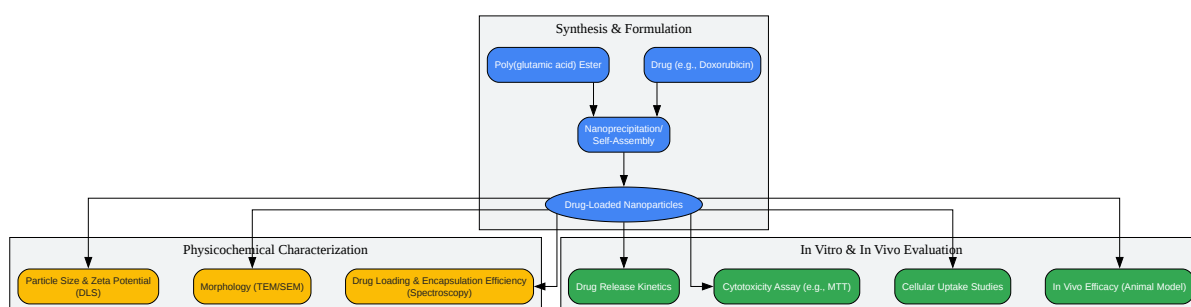 Synthesis & Formulation
Poly(glutamic acid) Ester
Drug (e.g., Doxorubicin)
Nanoprecipitation/
Self-Assembly
Drug-Loaded Nanoparticles
Physicochemical Characterization
Particle Size & Zeta Potential
(DLS)
Morphology (TEM/SEM)
Drug Loading & Encapsulation Efficiency
(Spectroscopy)
In Vitro & In Vivo Evaluation
Drug Release Kinetics
Cytotoxicity Assay (e.g., MTT)
Cellular Uptake Studies
In Vivo Efficacy (Animal Model)